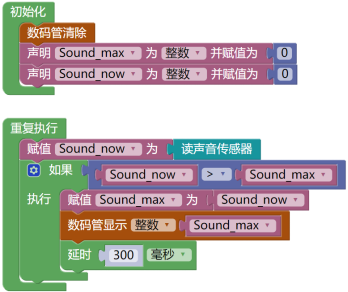 初始化
数码管清除
声明 Sound_max 为 整数 并赋值为 0
声明 Sound_now 为 整数 并赋值为 0
重复执行
赋值 Sound_now 为 读声音传感器
如果 Sound_now > Sound_max
执行 赋值 Sound_max 为 Sound_now
数码管显示 整数 Sound_max
延时 300 毫秒